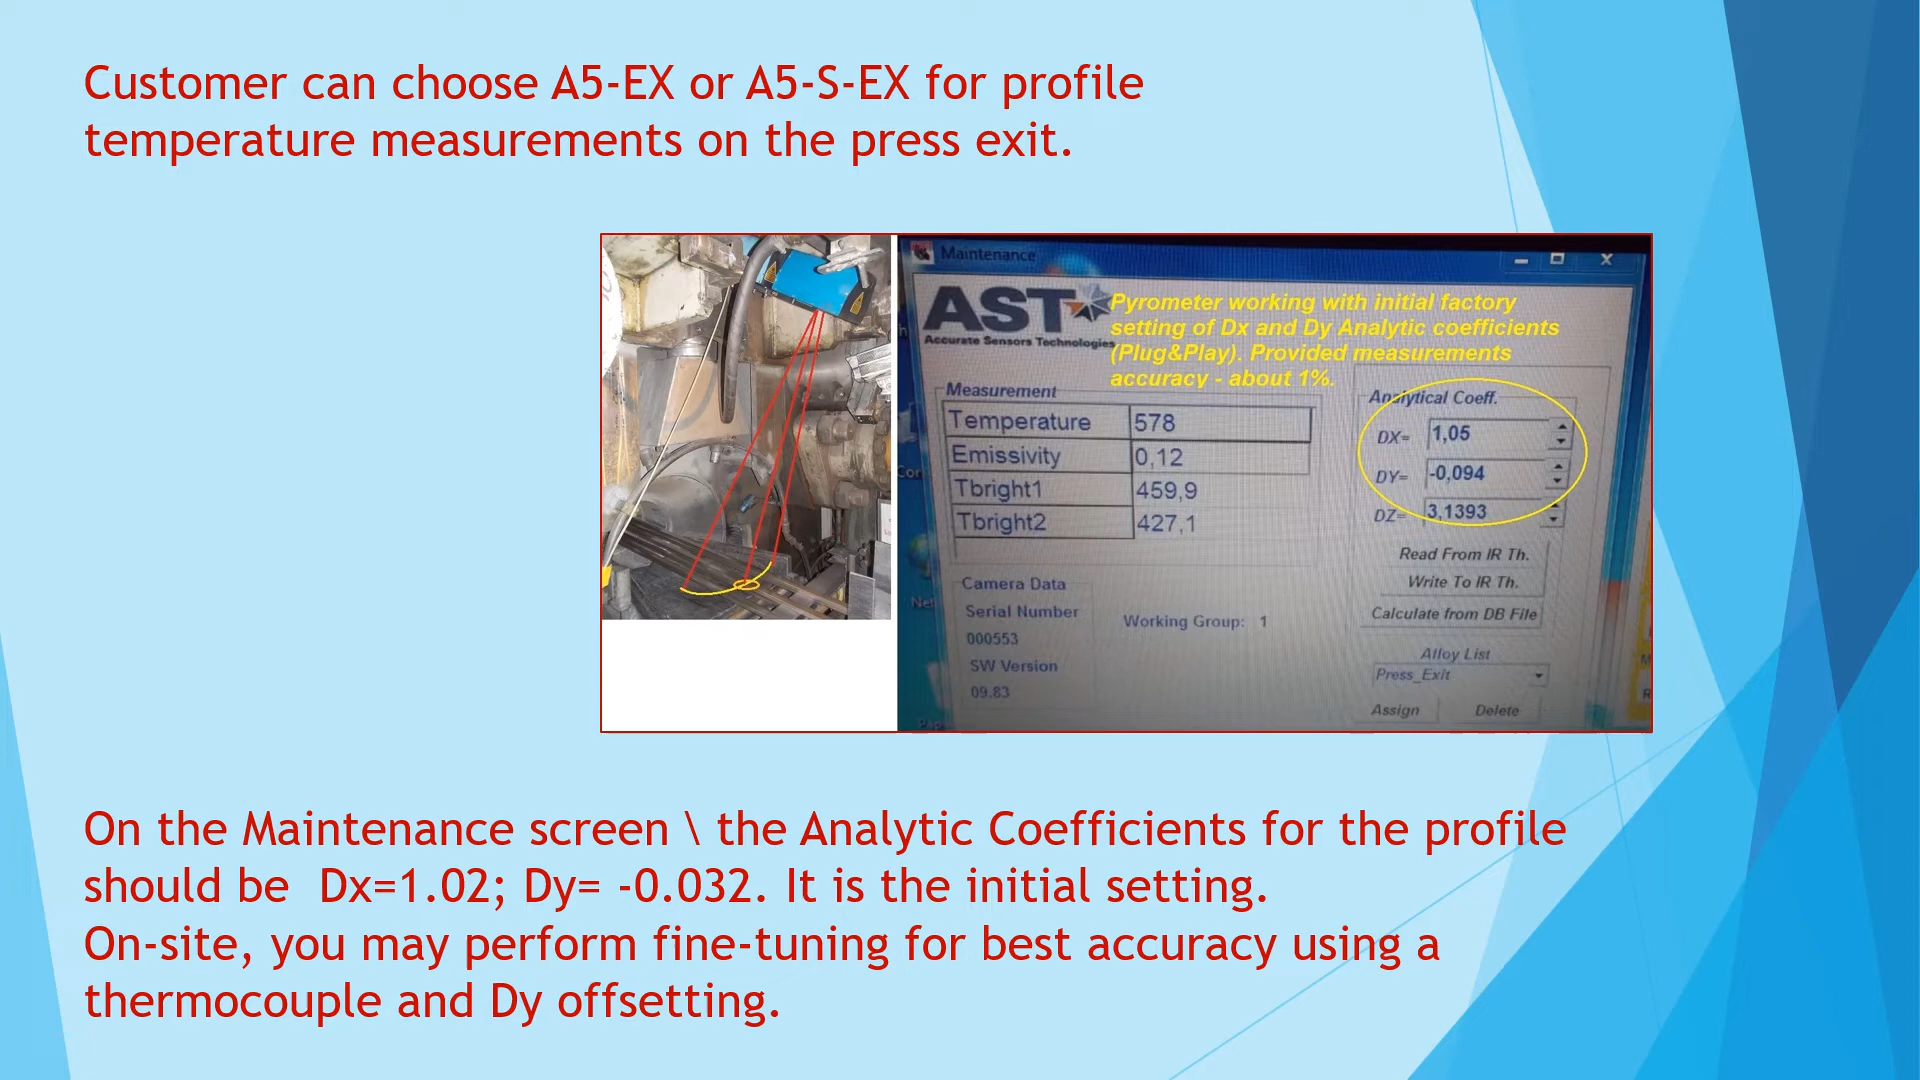 Customer can choose A5-EX or A5-S-EX for profile
temperature measurements on the press exit.
Maintenance
AST
Accurate Sensors Technologies
Pyrometer working with initial factory
setting of Dx and Dy Analytic coefficients
(Plug&Play). Provided measurements
accuracy - about 1%.
Measurement
Temperature 578
Emissivity 0,12
Tbright1 459,9
Tbright2 427,1
Analytical Coeff.
DX= 1,05
DY= -0,094
DZ= 3,1393
Read From IR Th.
Write To IR Th.
Calculate from DB File
Camera Data
Serial Number
000553
SW Version
09.83
Working Group: 1
Alloy List
Press_Exit
Assign Delete
On the Maintenance screen \ the Analytic Coefficients for the profile
should be Dx=1.02; Dy= -0.032. It is the initial setting.
On-site, you may perform fine-tuning for best accuracy using a
thermocouple and Dy offsetting.